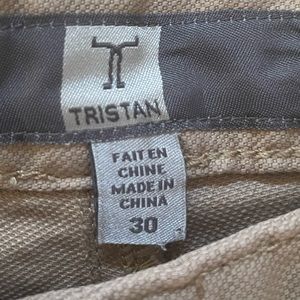 TRISTAN
FAIT EN
CHINE
MADE IN
CHINA
30